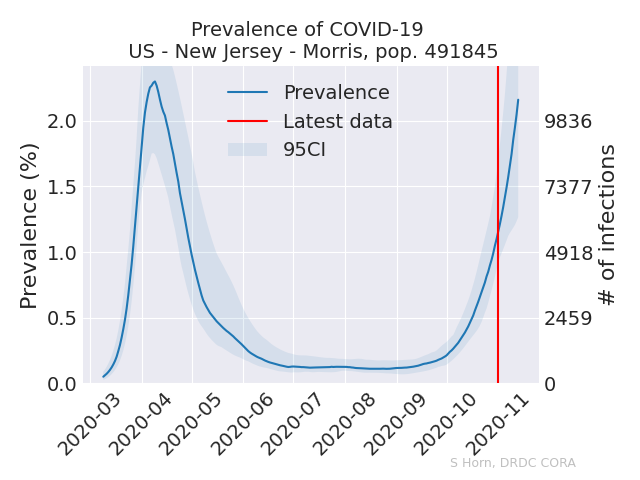 Prevalence of COVID-19
US - New Jersey - Morris, pop. 491845
Prevalence
Latest data
95CI
Prevalence (%)
2.0
1.5
1.0
0.5
0.0
# of infections
9836
7377
4918
2459
0
2020-03
2020-04
2020-05
2020-06
2020-07
2020-08
2020-09
2020-10
2020-11
S Horn, DRDC CORA